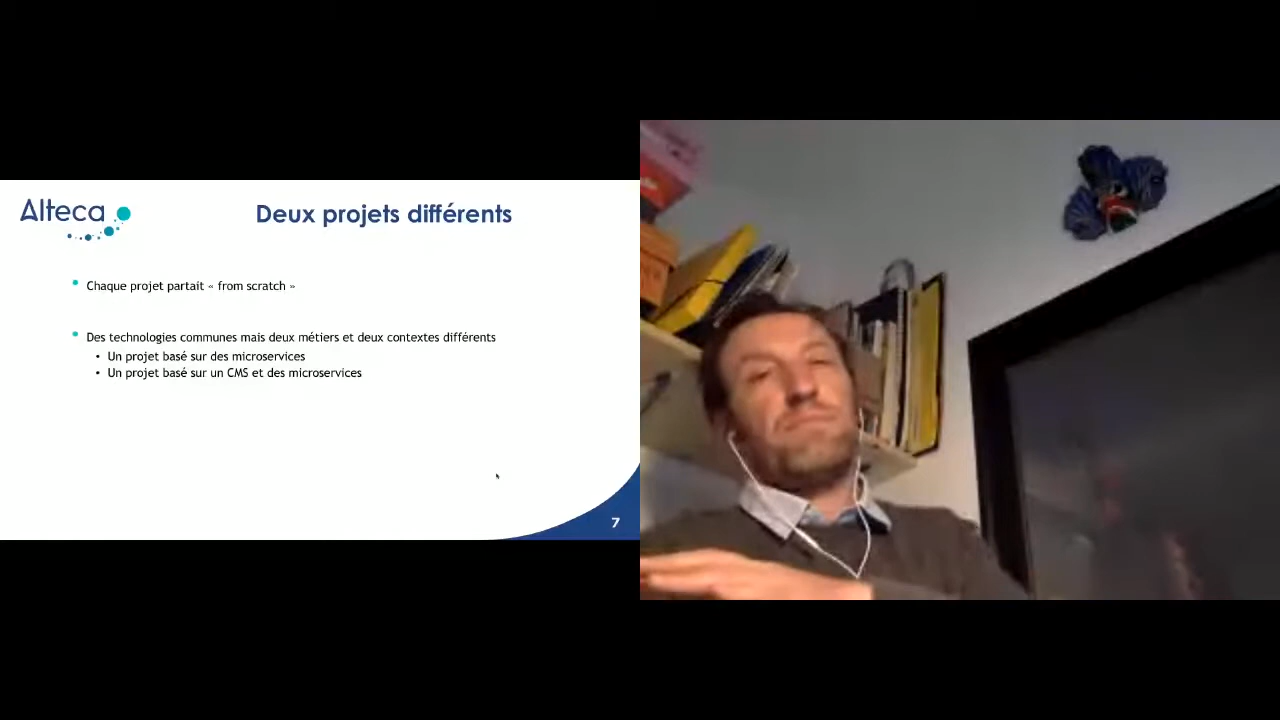 Alteca
Deux projets différents
Chaque projet partait « from scratch »
Des technologies communes mais deux métiers et deux contextes différents
Un projet basé sur des microservices
Un projet basé sur un CMS et des microservices
7